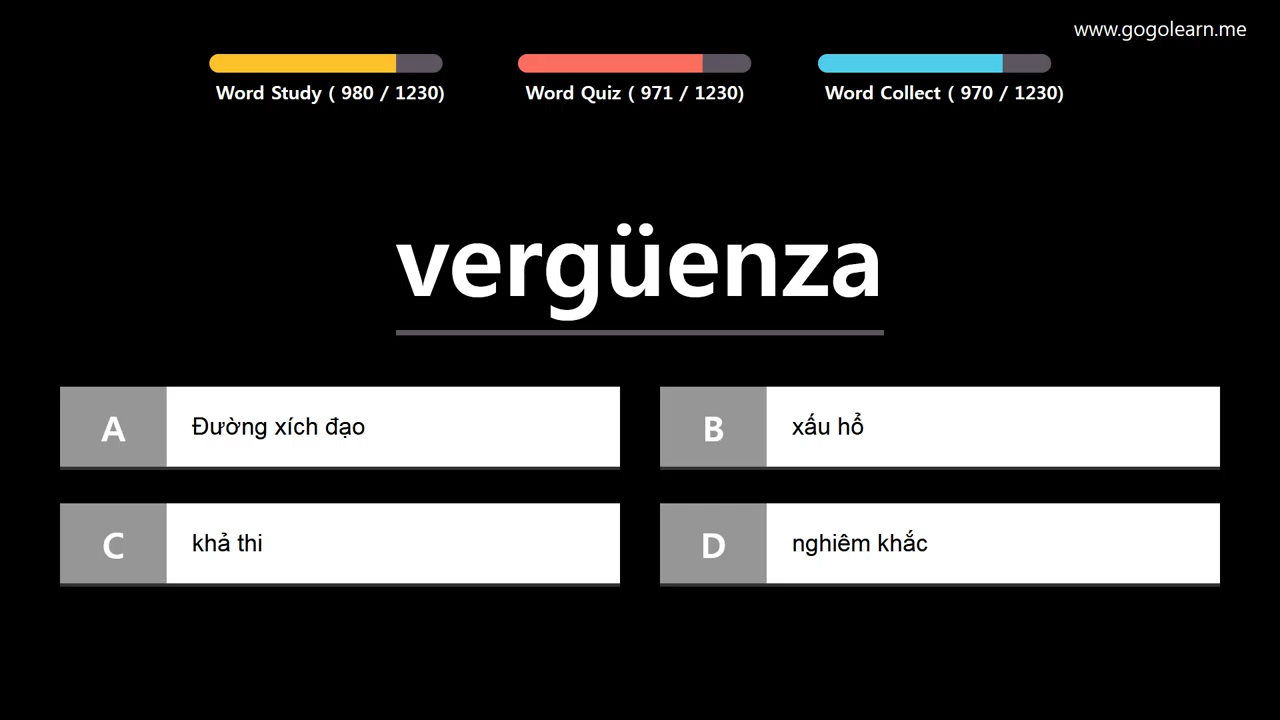 www.gogolearn.me
Word Study ( 980 / 1230)
Word Quiz ( 971 / 1230)
Word Collect ( 970 / 1230)
vergüenza
A
Đường xích đạo
B
xấu hổ
C
khả thi
D
nghiêm khắc